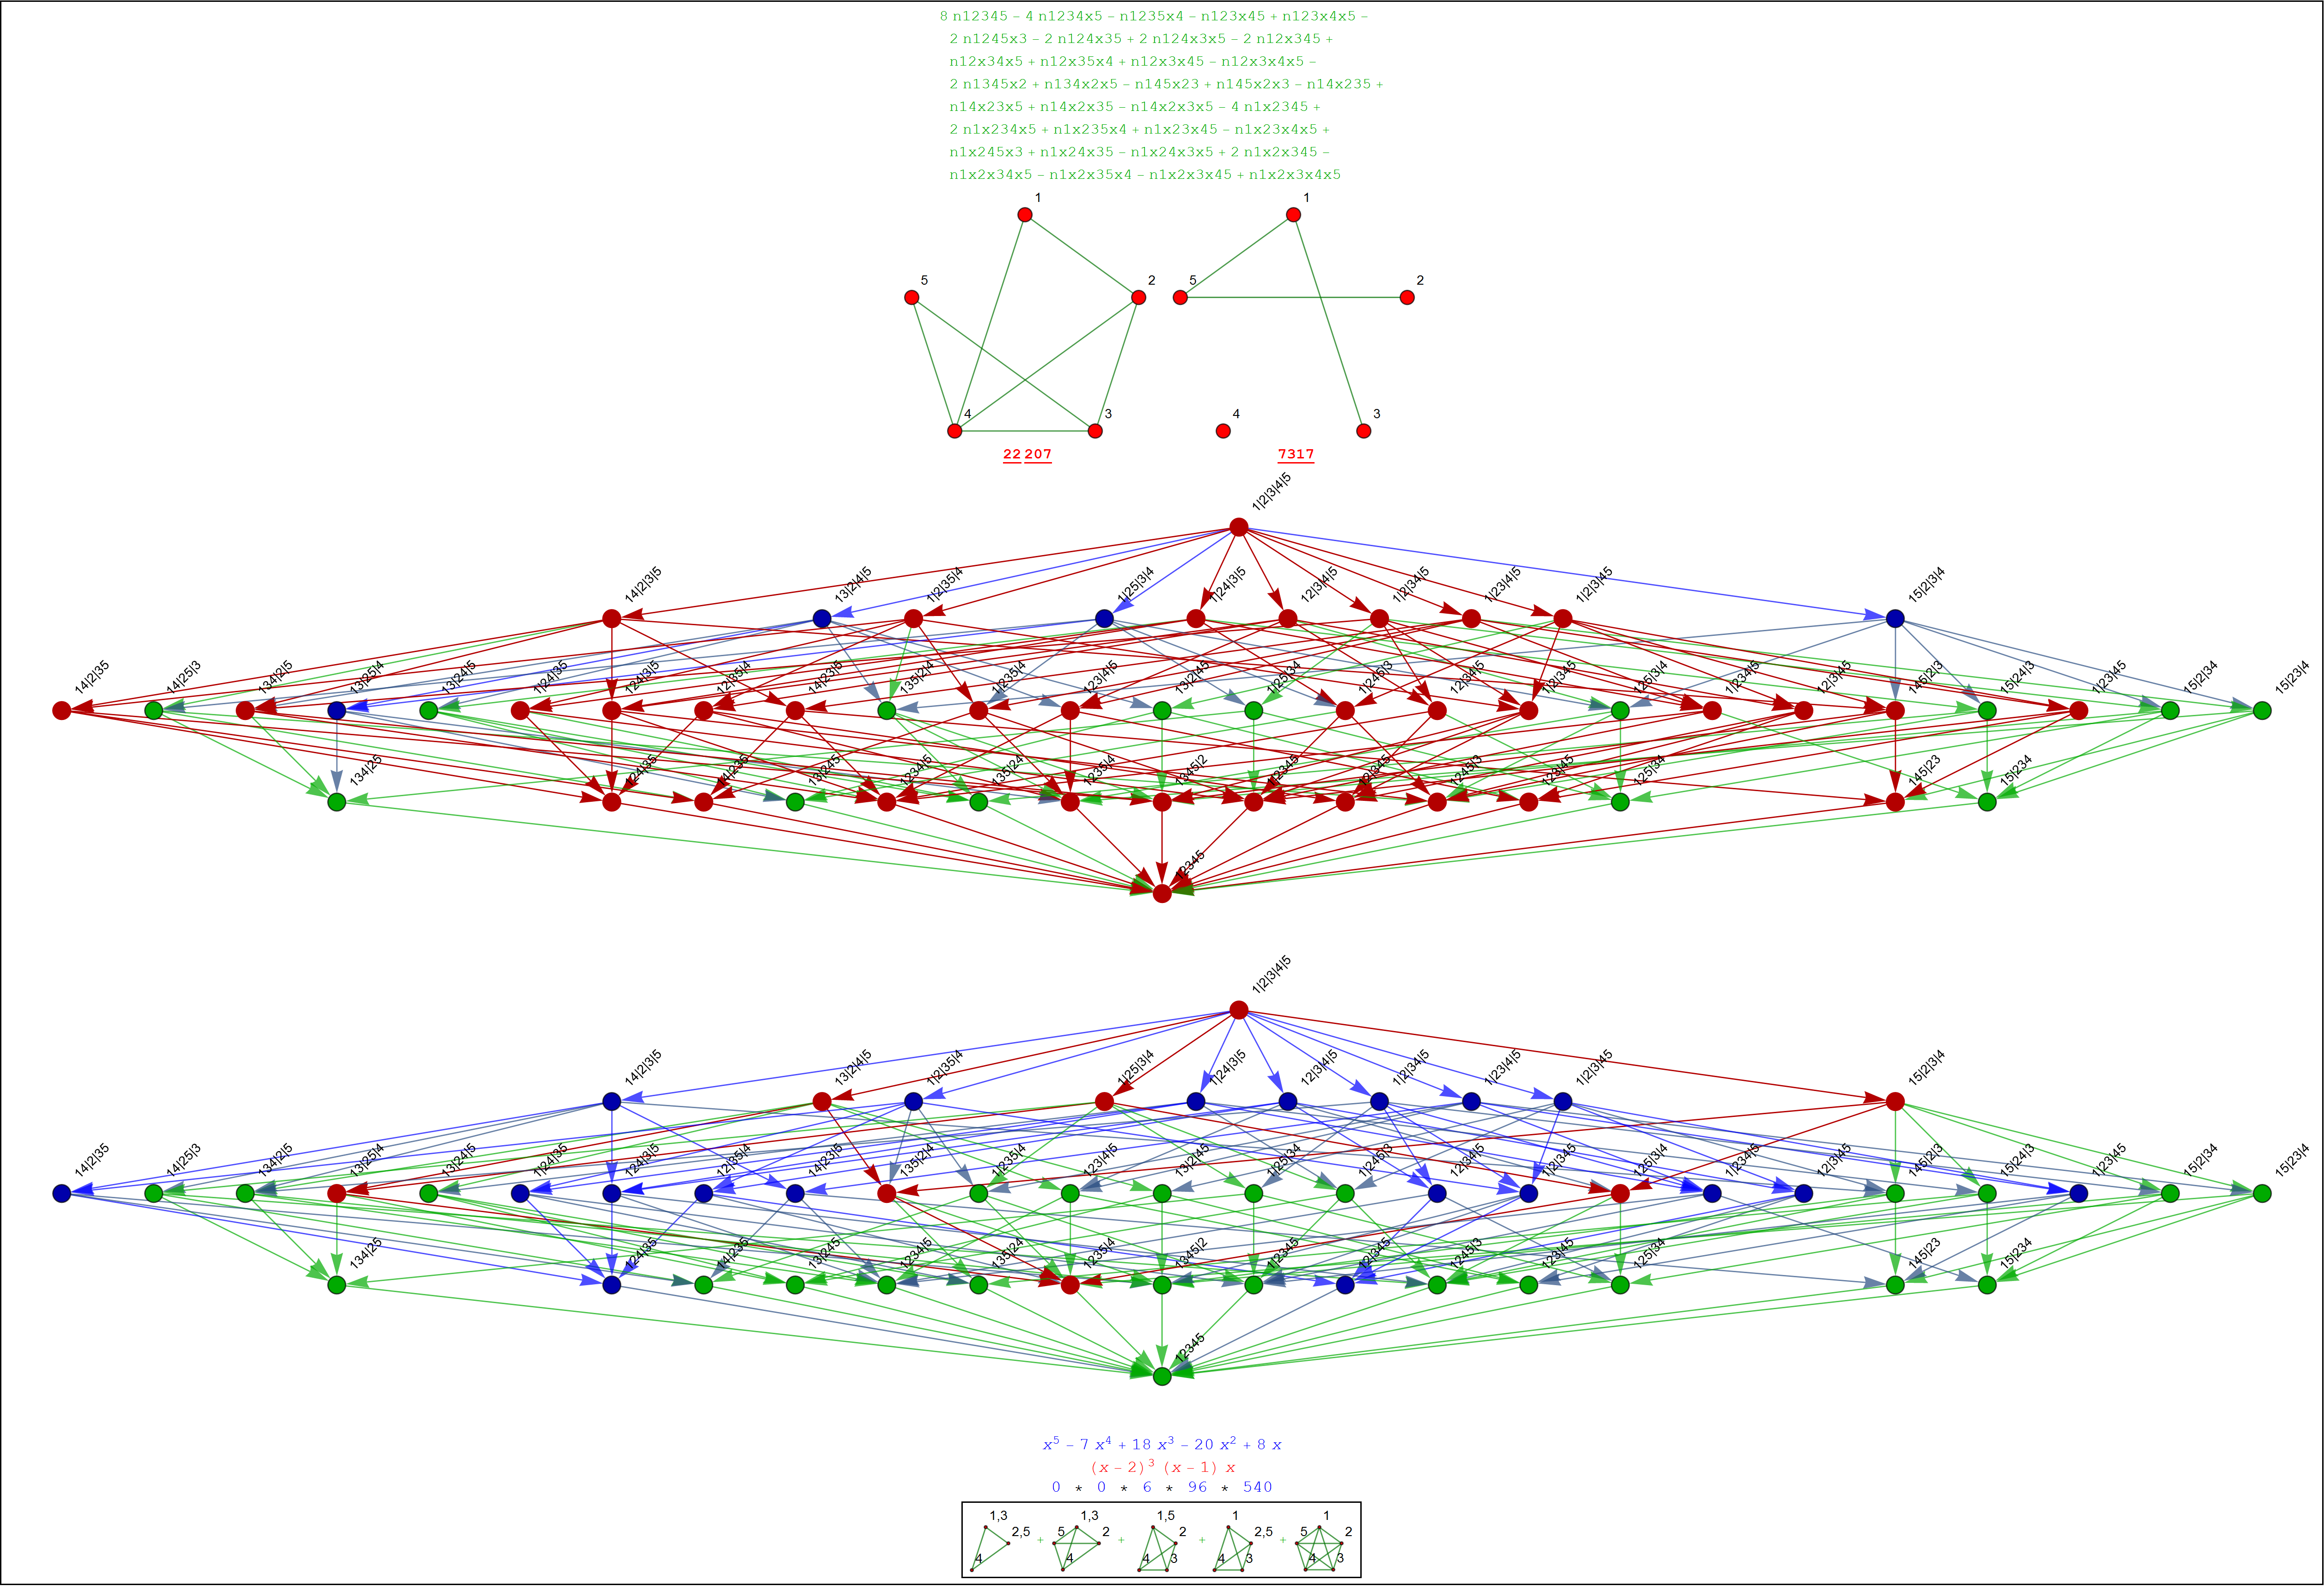 8 n12345 − 4 n1234x5 − n1235x4 − n123x45 + n123x4x5 −
2 n1245x3 − 2 n124x35 + 2 n124x3x5 − 2 n12x345 +
n12x34x5 + n12x35x4 + n12x3x45 − n12x3x4x5 −
2 n1345x2 + n134x2x5 − n145x23 + n145x2x3 − n14x235 +
n14x23x5 + n14x2x35 − n14x2x3x5 − 4 n1x2345 +
2 n1x234x5 + n1x235x4 + n1x23x45 − n1x23x4x5 +
n1x245x3 + n1x24x35 − n1x24x3x5 + 2 n1x2x345 −
n1x2x34x5 − n1x2x35x4 − n1x2x3x45 + n1x2x3x4x5
1 1
5 2 5 2
4 3 4 3
22 207 7317
1|2|3|4|5
14|2|3|5 13|2|4|5 1|2|35|4 1|25|3|4 1|24|3|5 12|3|4|5 1|2|34|5 1|23|4|5 1|2|3|45 15|2|3|4
14|2|35 14|25|3 134|2|5 13|25|4 13|24|5 1|24|35 124|3|5 12|35|4 14|23|5 135|2|4 1|235|4 123|4|5 13|2|45 1|25|34 1|245|3 12|34|5 1|2|345 125|3|4 1|234|5 12|3|45 145|2|3 15|24|3 1|23|45 15|2|34 15|23|4
134|25 124|35 14|235 13|245 1234|5 135|24 1235|4 1345|2 1|2345 12|345 1245|3 123|45 125|34 145|23 15|234
12345
1|2|3|4|5
14|2|3|5 13|2|4|5 1|2|35|4 1|25|3|4 1|24|3|5 12|3|4|5 1|2|34|5 1|23|4|5 1|2|3|45 15|2|3|4
14|2|35 14|25|3 134|2|5 13|25|4 13|24|5 1|24|35 124|3|5 12|35|4 14|23|5 135|2|4 1|235|4 123|4|5 13|2|45 1|25|34 1|245|3 12|34|5 1|2|345 125|3|4 1|234|5 12|3|45 145|2|3 15|24|3 1|23|45 15|2|34 15|23|4
134|25 124|35 14|235 13|245 1234|5 135|24 1235|4 1345|2 1|2345 12|345 1245|3 123|45 125|34 145|23 15|234
12345
x⁵ − 7 x⁴ + 18 x³ − 20 x² + 8 x
(x − 2)³ (x − 1) x
0 * 0 * 6 * 96 * 540
1,3 1,3 1,5 1 1
2,5 + 5 2 + 2 + 2,5 + 5 2
4 4 4 3 4 3 4 3